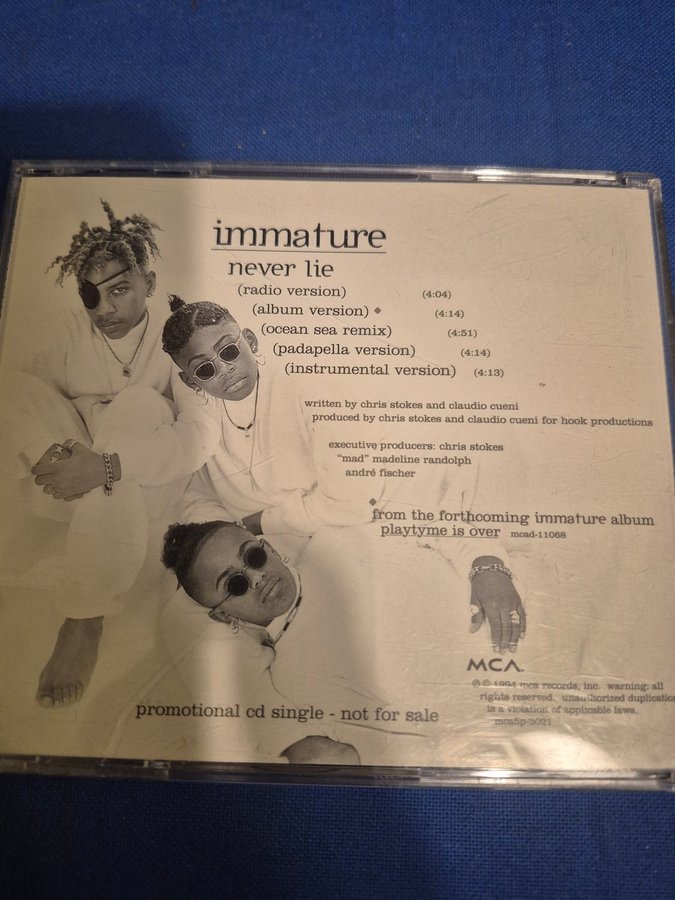 immature
never lie
(radio version) (4:04)
(album version) ◆ (4:14)
(ocean sea remix) (4:51)
(padapella version) (4:14)
(instrumental version) (4:13)
written by chris stokes and claudio cueni
produced by chris stokes and claudio cueni for hook productions
executive producers: chris stokes
"mad" madeline randolph
andré fischer
◆
from the forthcoming immature album
playtyme is over mcad-11068
MCA.
℗© 1994 mca records, inc. warning: all
rights reserved. unauthorized duplication
is a violation of applicable laws.
mca5p-3021
promotional cd single - not for sale